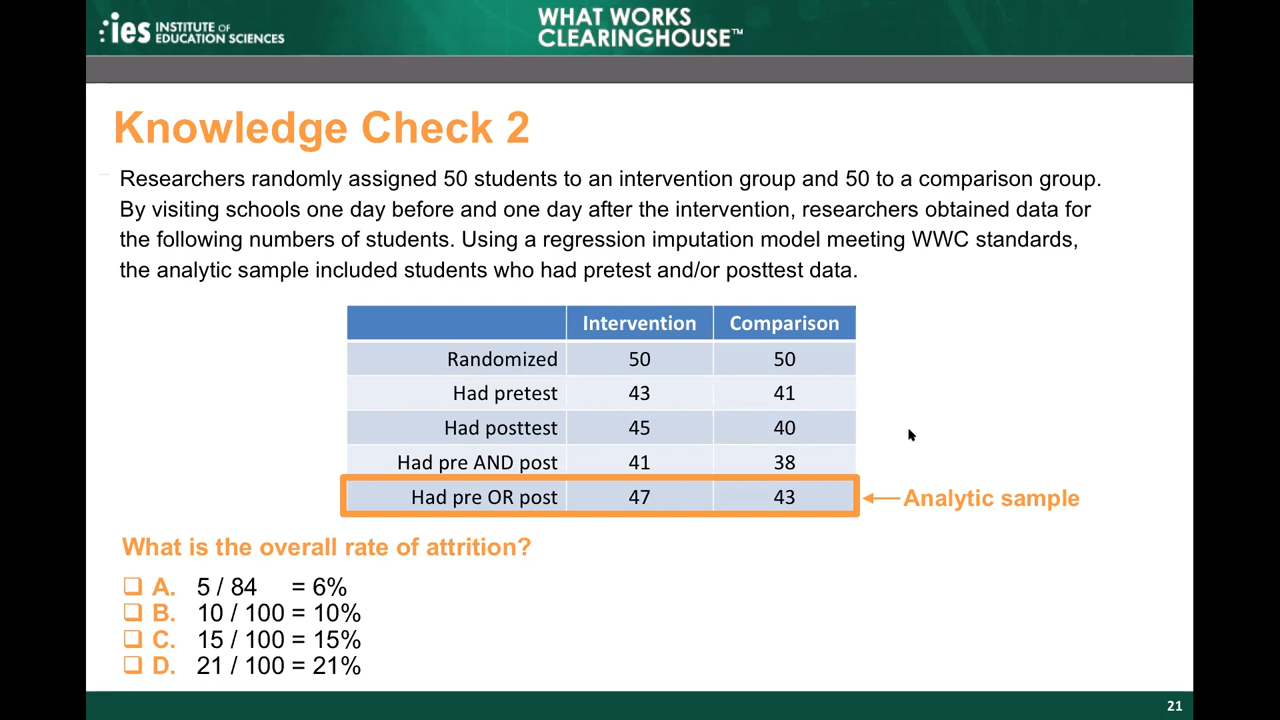 ies INSTITUTE OF
EDUCATION SCIENCES
WHAT WORKS
CLEARINGHOUSE™
Knowledge Check 2
Researchers randomly assigned 50 students to an intervention group and 50 to a comparison group.
By visiting schools one day before and one day after the intervention, researchers obtained data for
the following numbers of students. Using a regression imputation model meeting WWC standards,
the analytic sample included students who had pretest and/or posttest data.
Intervention Comparison
Randomized 50 50
Had pretest 43 41
Had posttest 45 40
Had pre AND post 41 38
Had pre OR post 47 43
Analytic sample
What is the overall rate of attrition?
❏ A. 5 / 84 = 6%
❏ B. 10 / 100 = 10%
❏ C. 15 / 100 = 15%
❏ D. 21 / 100 = 21%
21